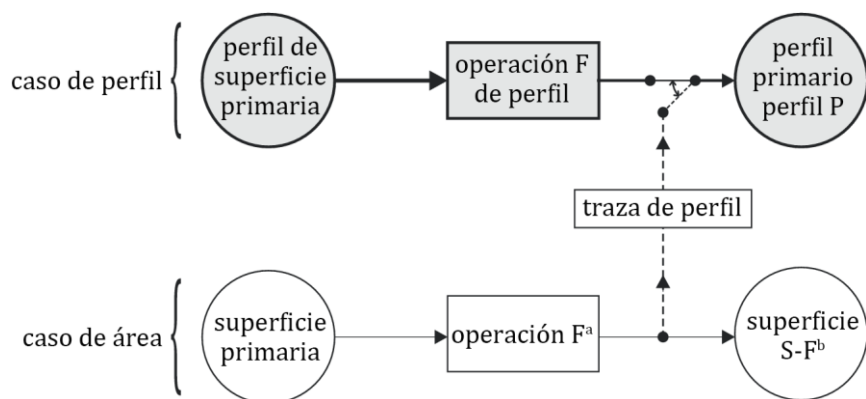 caso de perfil
perfil de
superficie
primaria
operación F
de perfil
perfil
primario
perfil P
traza de perfil
caso de área
superficie
primaria
operación Fᵃ
superficie
S-Fᵇ